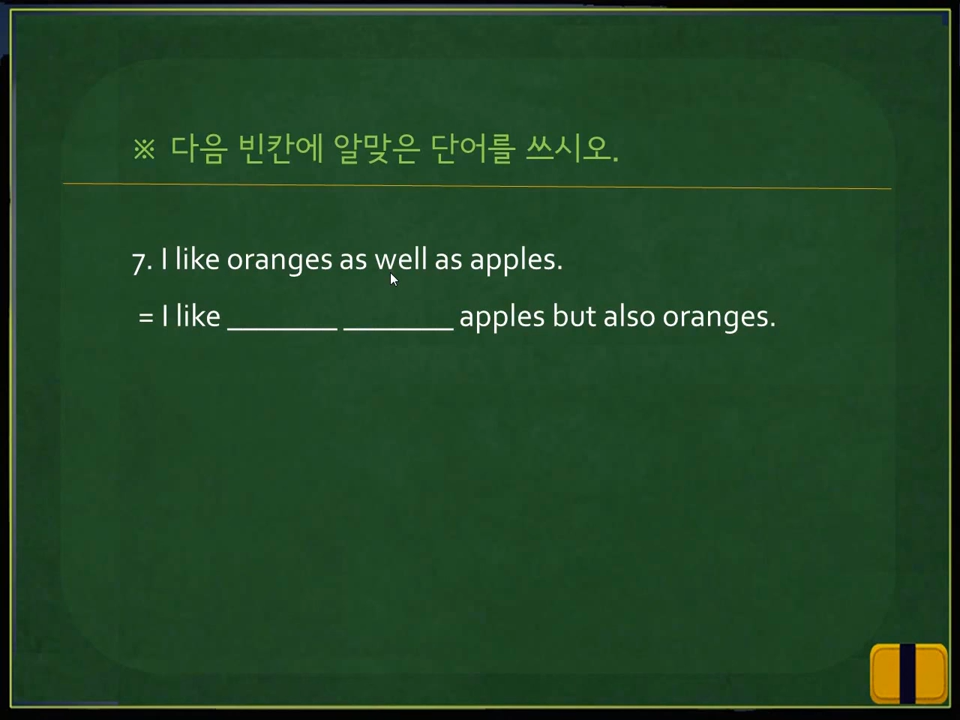 ※ 다음 빈칸에 알맞은 단어를 쓰시오.
7. I like oranges as well as apples.
= I like ________ ________ apples but also oranges.